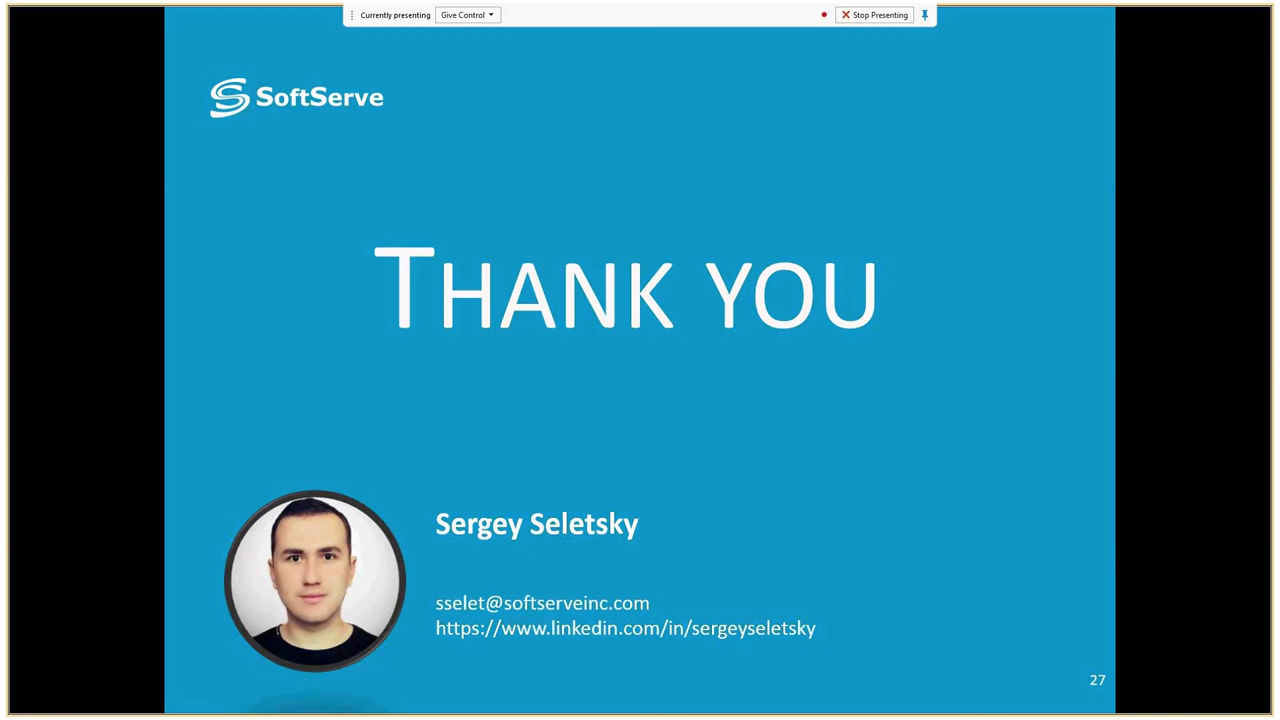 Currently presenting Give Control Stop Presenting
SoftServe
THANK YOU
Sergey Seletsky
sselet@softserveinc.com
https://www.linkedin.com/in/sergeyseletsky
27